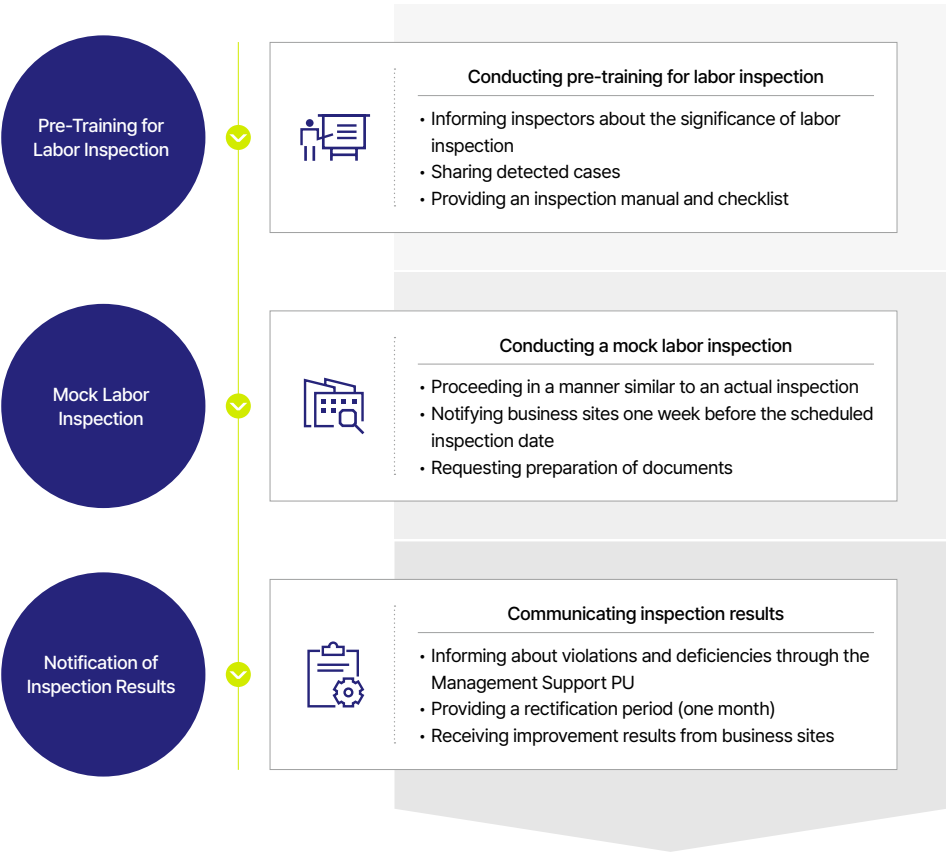 Pre-Training for
Labor Inspection
Conducting pre-training for labor inspection
• Informing inspectors about the significance of labor
inspection
• Sharing detected cases
• Providing an inspection manual and checklist
Mock Labor
Inspection
Conducting a mock labor inspection
• Proceeding in a manner similar to an actual inspection
• Notifying business sites one week before the scheduled
inspection date
• Requesting preparation of documents
Notification of
Inspection Results
Communicating inspection results
• Informing about violations and deficiencies through the
Management Support PU
• Providing a rectification period (one month)
• Receiving improvement results from business sites